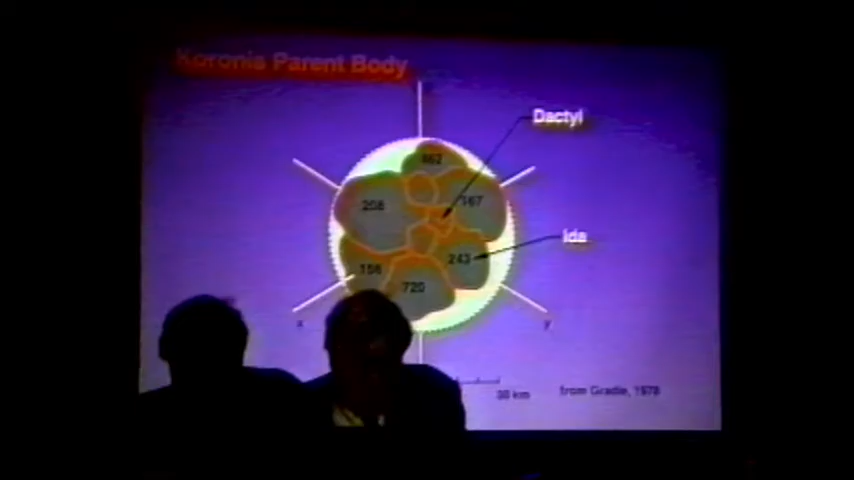 Koronis Parent Body
Dactyl
462
167
208
Ida
243
158
720
x
y
30 km
from Gradie, 1978